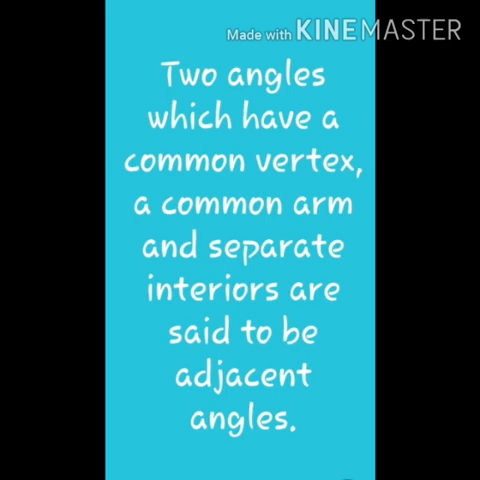 Made with KINEMASTER
Two angles
which have a
common vertex,
a common arm
and separate
interiors are
said to be
adjacent
angles.